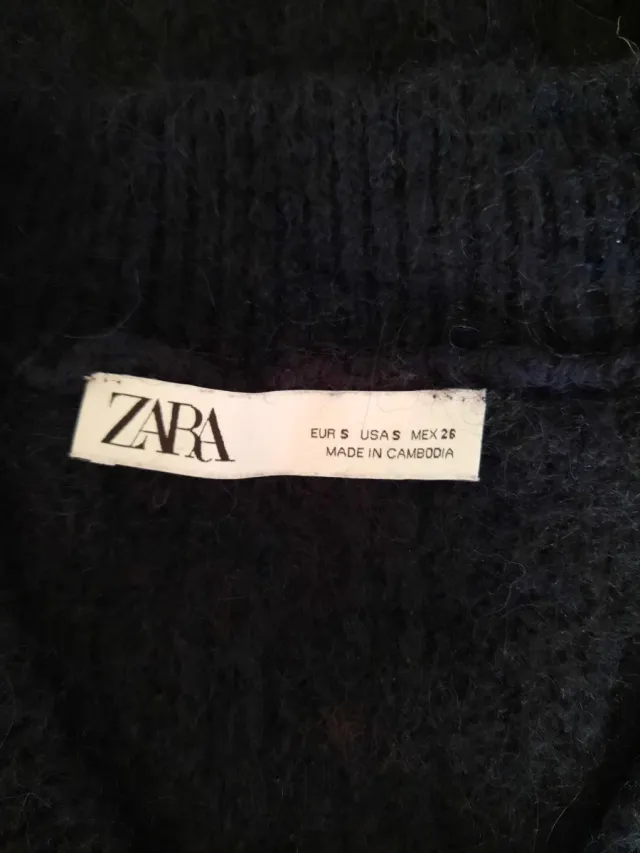 ZARA
EUR S USA S MEX 26
MADE IN CAMBODIA